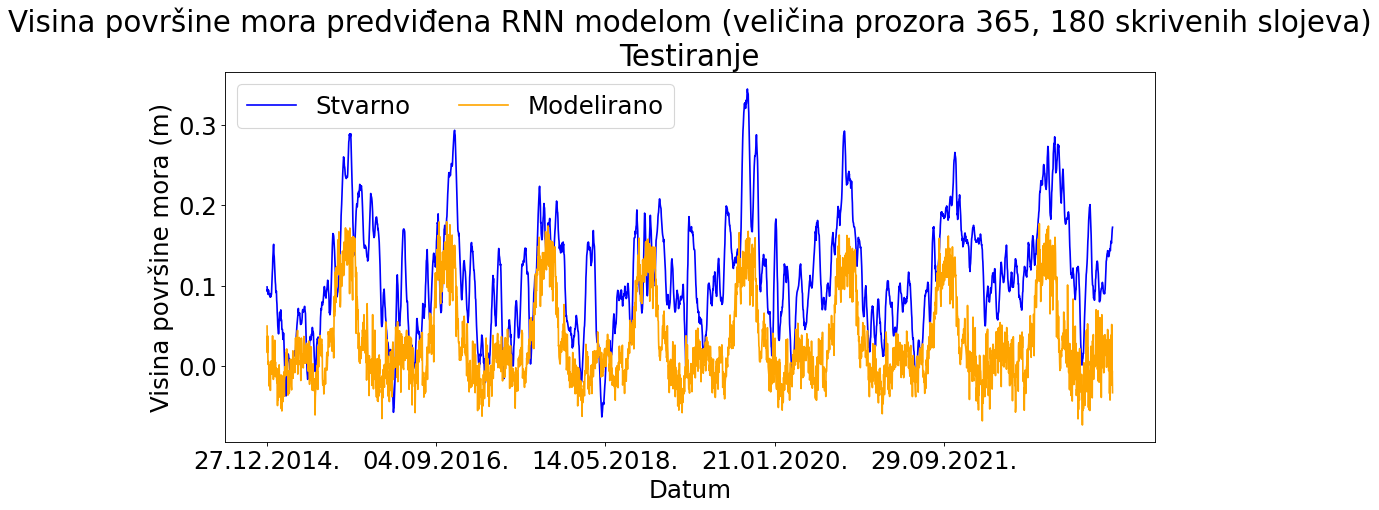 Visina površine mora predviđena RNN modelom (veličina prozora 365, 180 skrivenih slojeva)
Testiranje
Stvarno
Modelirano
Visina površine mora (m)
0.3
0.2
0.1
0.0
27.12.2014.
04.09.2016.
14.05.2018.
21.01.2020.
29.09.2021.
Datum